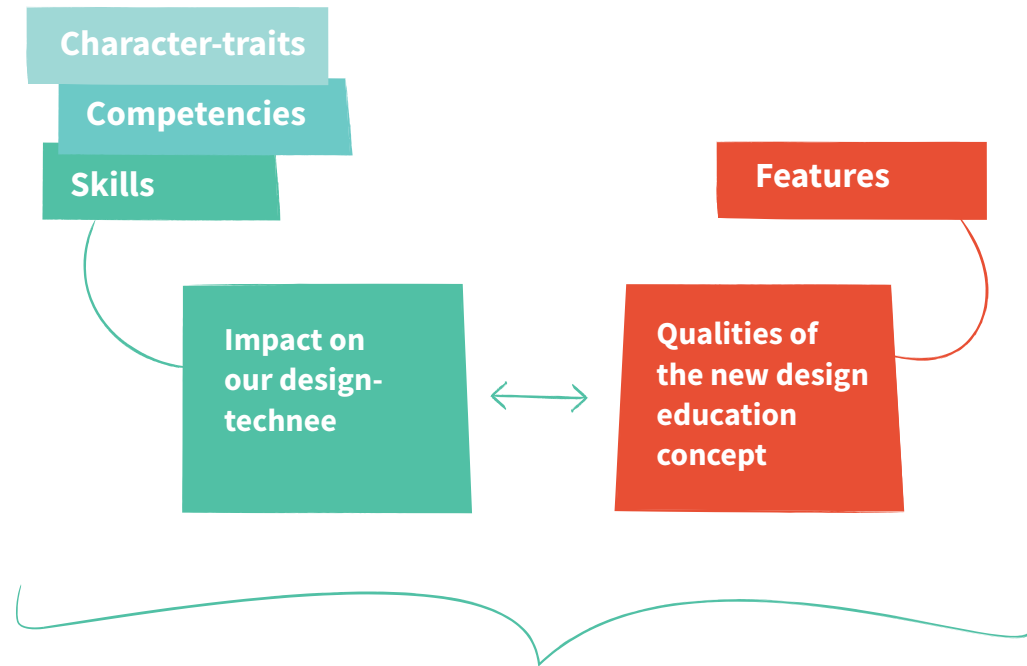 Character-traits
Competencies
Skills
Features
Impact on
our design-
technee
Qualities of
the new design
education
concept